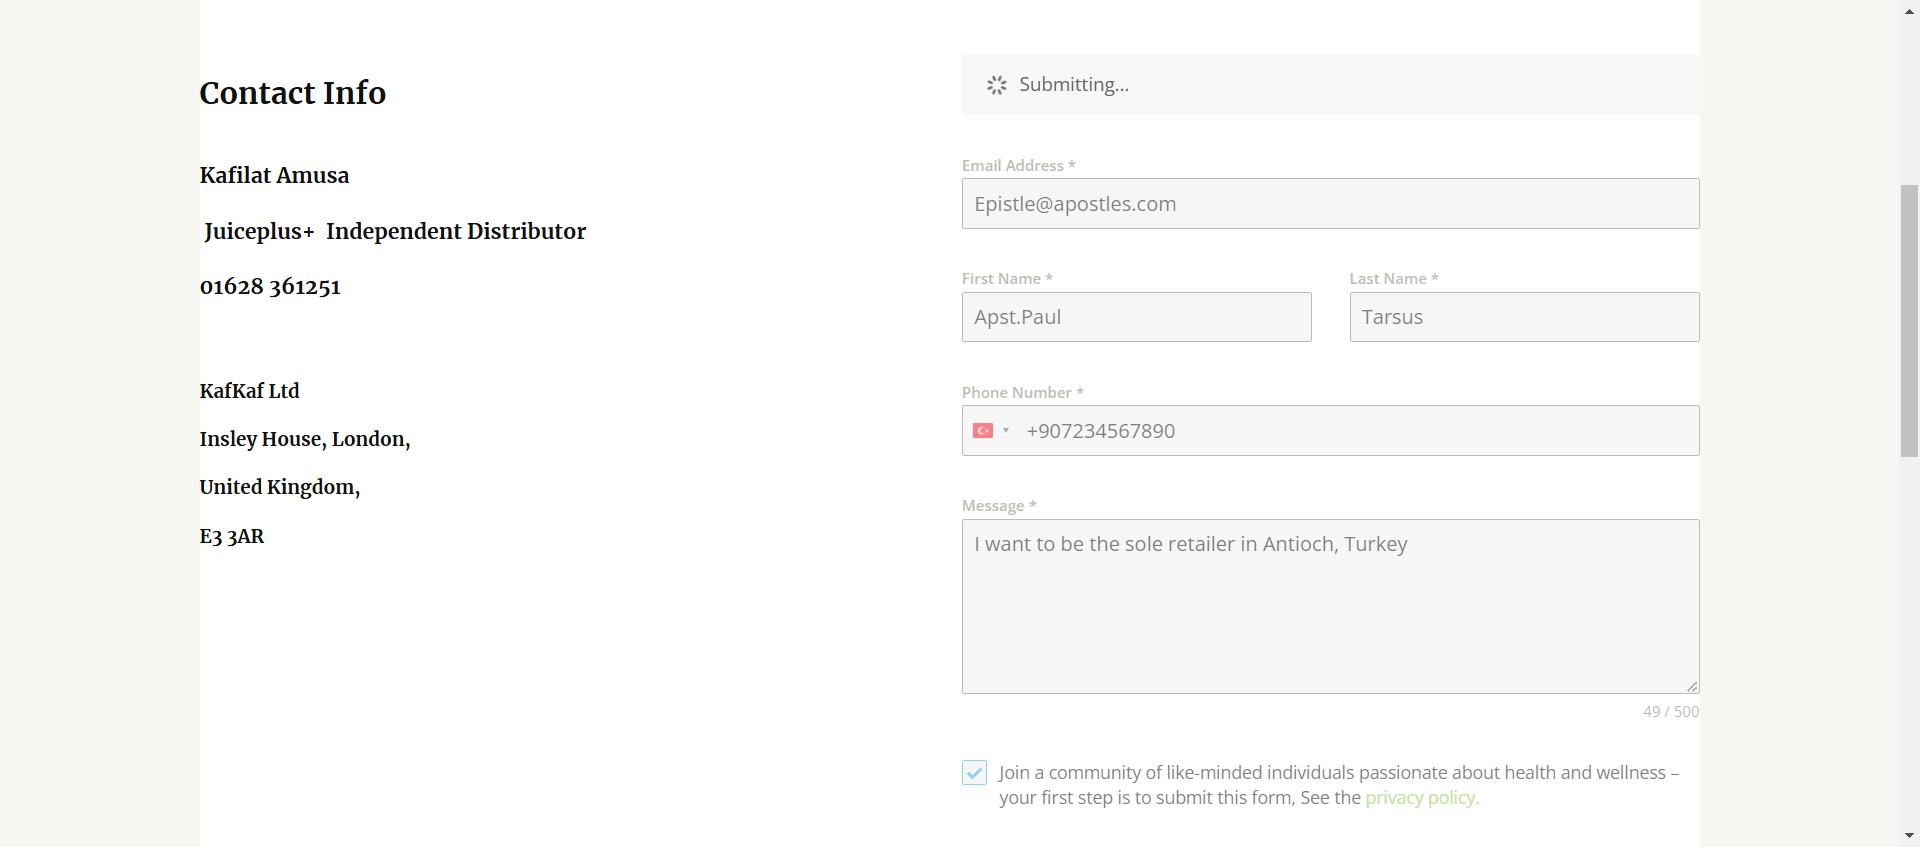 Contact Info
Kafilat Amusa
Juiceplus+ Independent Distributor
01628 361251
KafKaf Ltd
Insley House, London,
United Kingdom,
E3 3AR
Submitting...
Email Address *
Epistle@apostles.com
First Name *
Apst.Paul
Last Name *
Tarsus
Phone Number *
+907234567890
Message *
I want to be the sole retailer in Antioch, Turkey
49 / 500
Join a community of like-minded individuals passionate about health and wellness –
your first step is to submit this form, See the privacy policy.